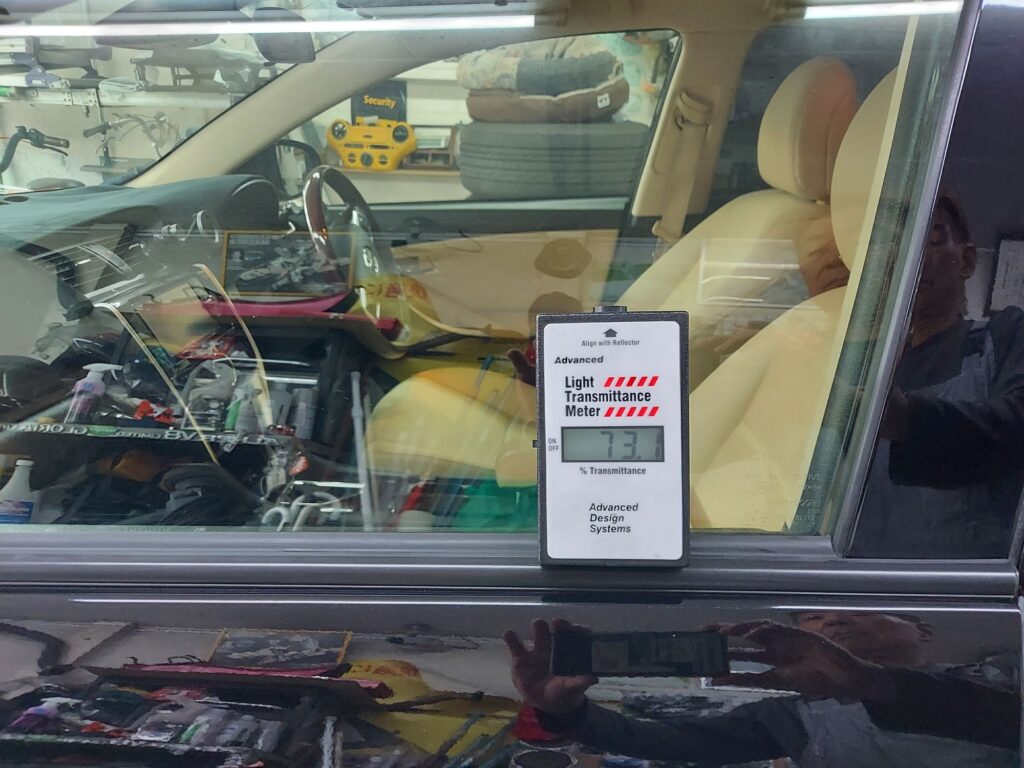 Security
Align with Reflector
Advanced
Light
Transmittance
Meter
ON
OFF
73.1
% Transmittance
Advanced
Design
Systems